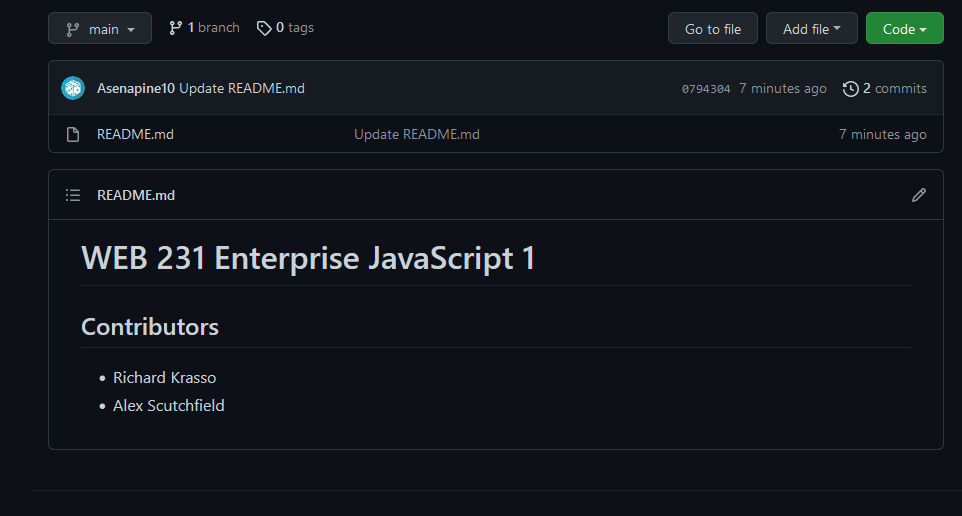 main 1 branch 0 tags Go to file Add file Code
Asenapine10 Update README.md 0794304 7 minutes ago 2 commits
README.md Update README.md 7 minutes ago
README.md
WEB 231 Enterprise JavaScript 1
Contributors
• Richard Krasso
• Alex Scutchfield